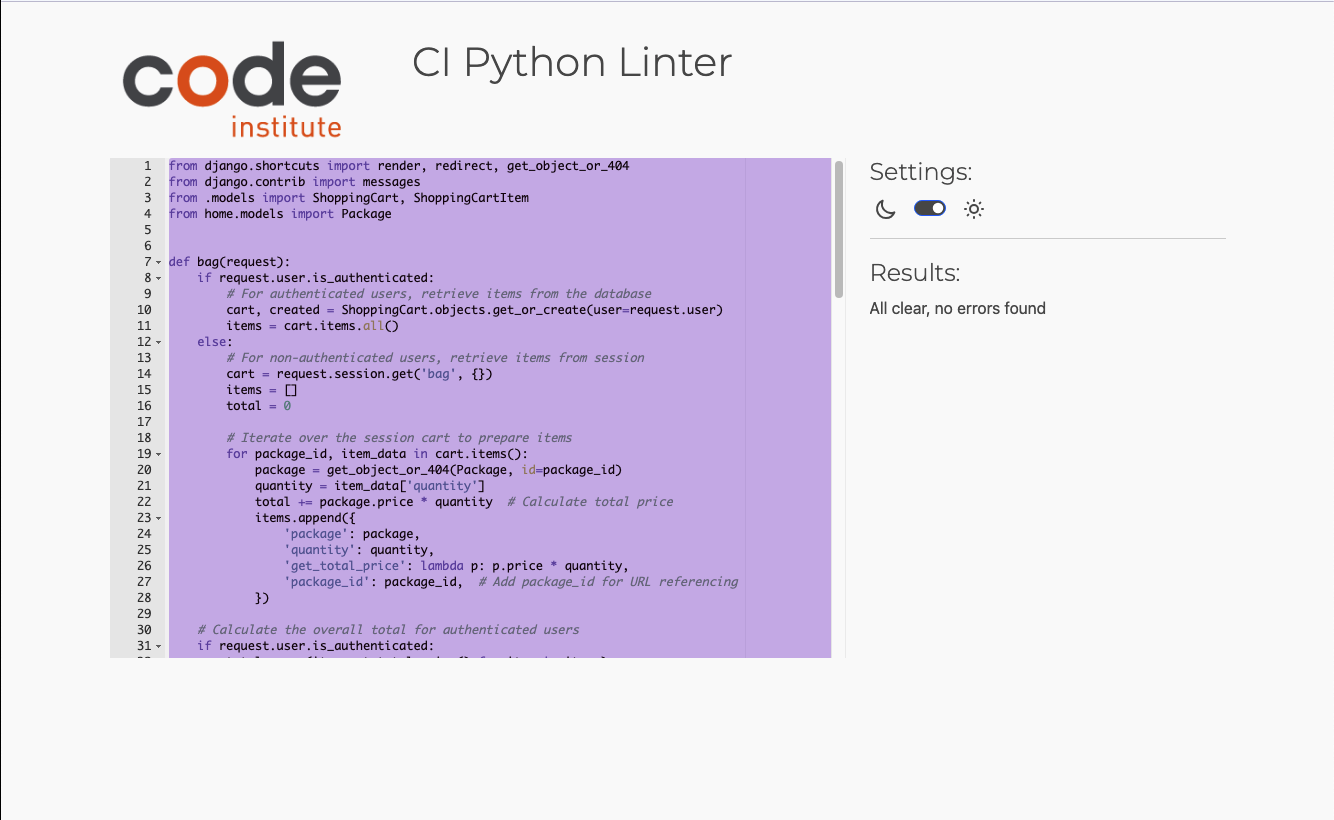 code
institute
CI Python Linter
1 from django.shortcuts import render, redirect, get_object_or_404
2 from django.contrib import messages
3 from .models import ShoppingCart, ShoppingCartItem
4 from home.models import Package
5
6
7 def bag(request):
8     if request.user.is_authenticated:
9         # For authenticated users, retrieve items from the database
10         cart, created = ShoppingCart.objects.get_or_create(user=request.user)
11         items = cart.items.all()
12     else:
13         # For non-authenticated users, retrieve items from session
14         cart = request.session.get('bag', {})
15         items = []
16         total = 0
17
18         # Iterate over the session cart to prepare items
19         for package_id, item_data in cart.items():
20             package = get_object_or_404(Package, id=package_id)
21             quantity = item_data['quantity']
22             total += package.price * quantity  # Calculate total price
23             items.append({
24                 'package': package,
25                 'quantity': quantity,
26                 'get_total_price': lambda p: p.price * quantity,
27                 'package_id': package_id,  # Add package_id for URL referencing
28             })
29
30     # Calculate the overall total for authenticated users
31     if request.user.is_authenticated:
Settings:
Results:
All clear, no errors found